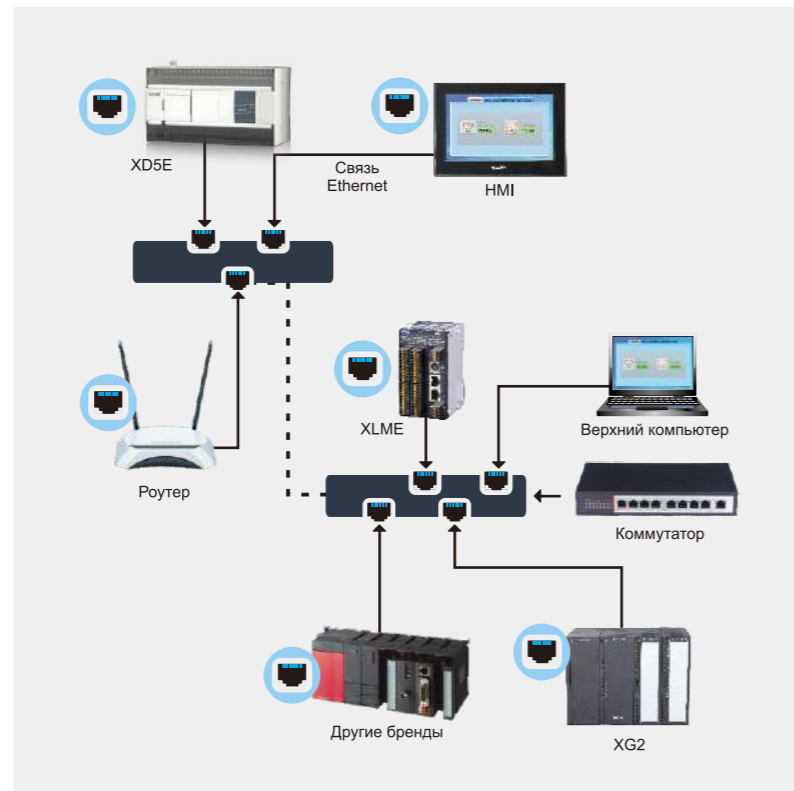 XD5E
Связь
Ethernet
HMI
XLME
Верхний компьютер
Роутер
Коммутатор
Другие бренды
XG2